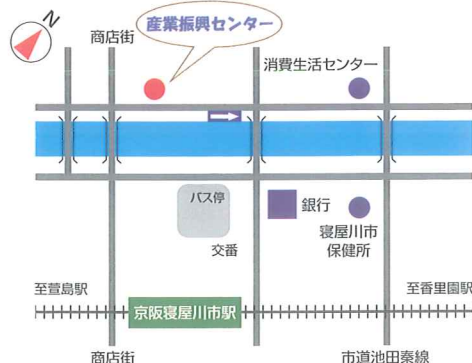 N
産業振興センター
商店街
消費生活センター
バス停
銀行
交番
寝屋川市
保健所
至萱島駅
至香里園駅
京阪寝屋川市駅
商店街
市道池田秦線